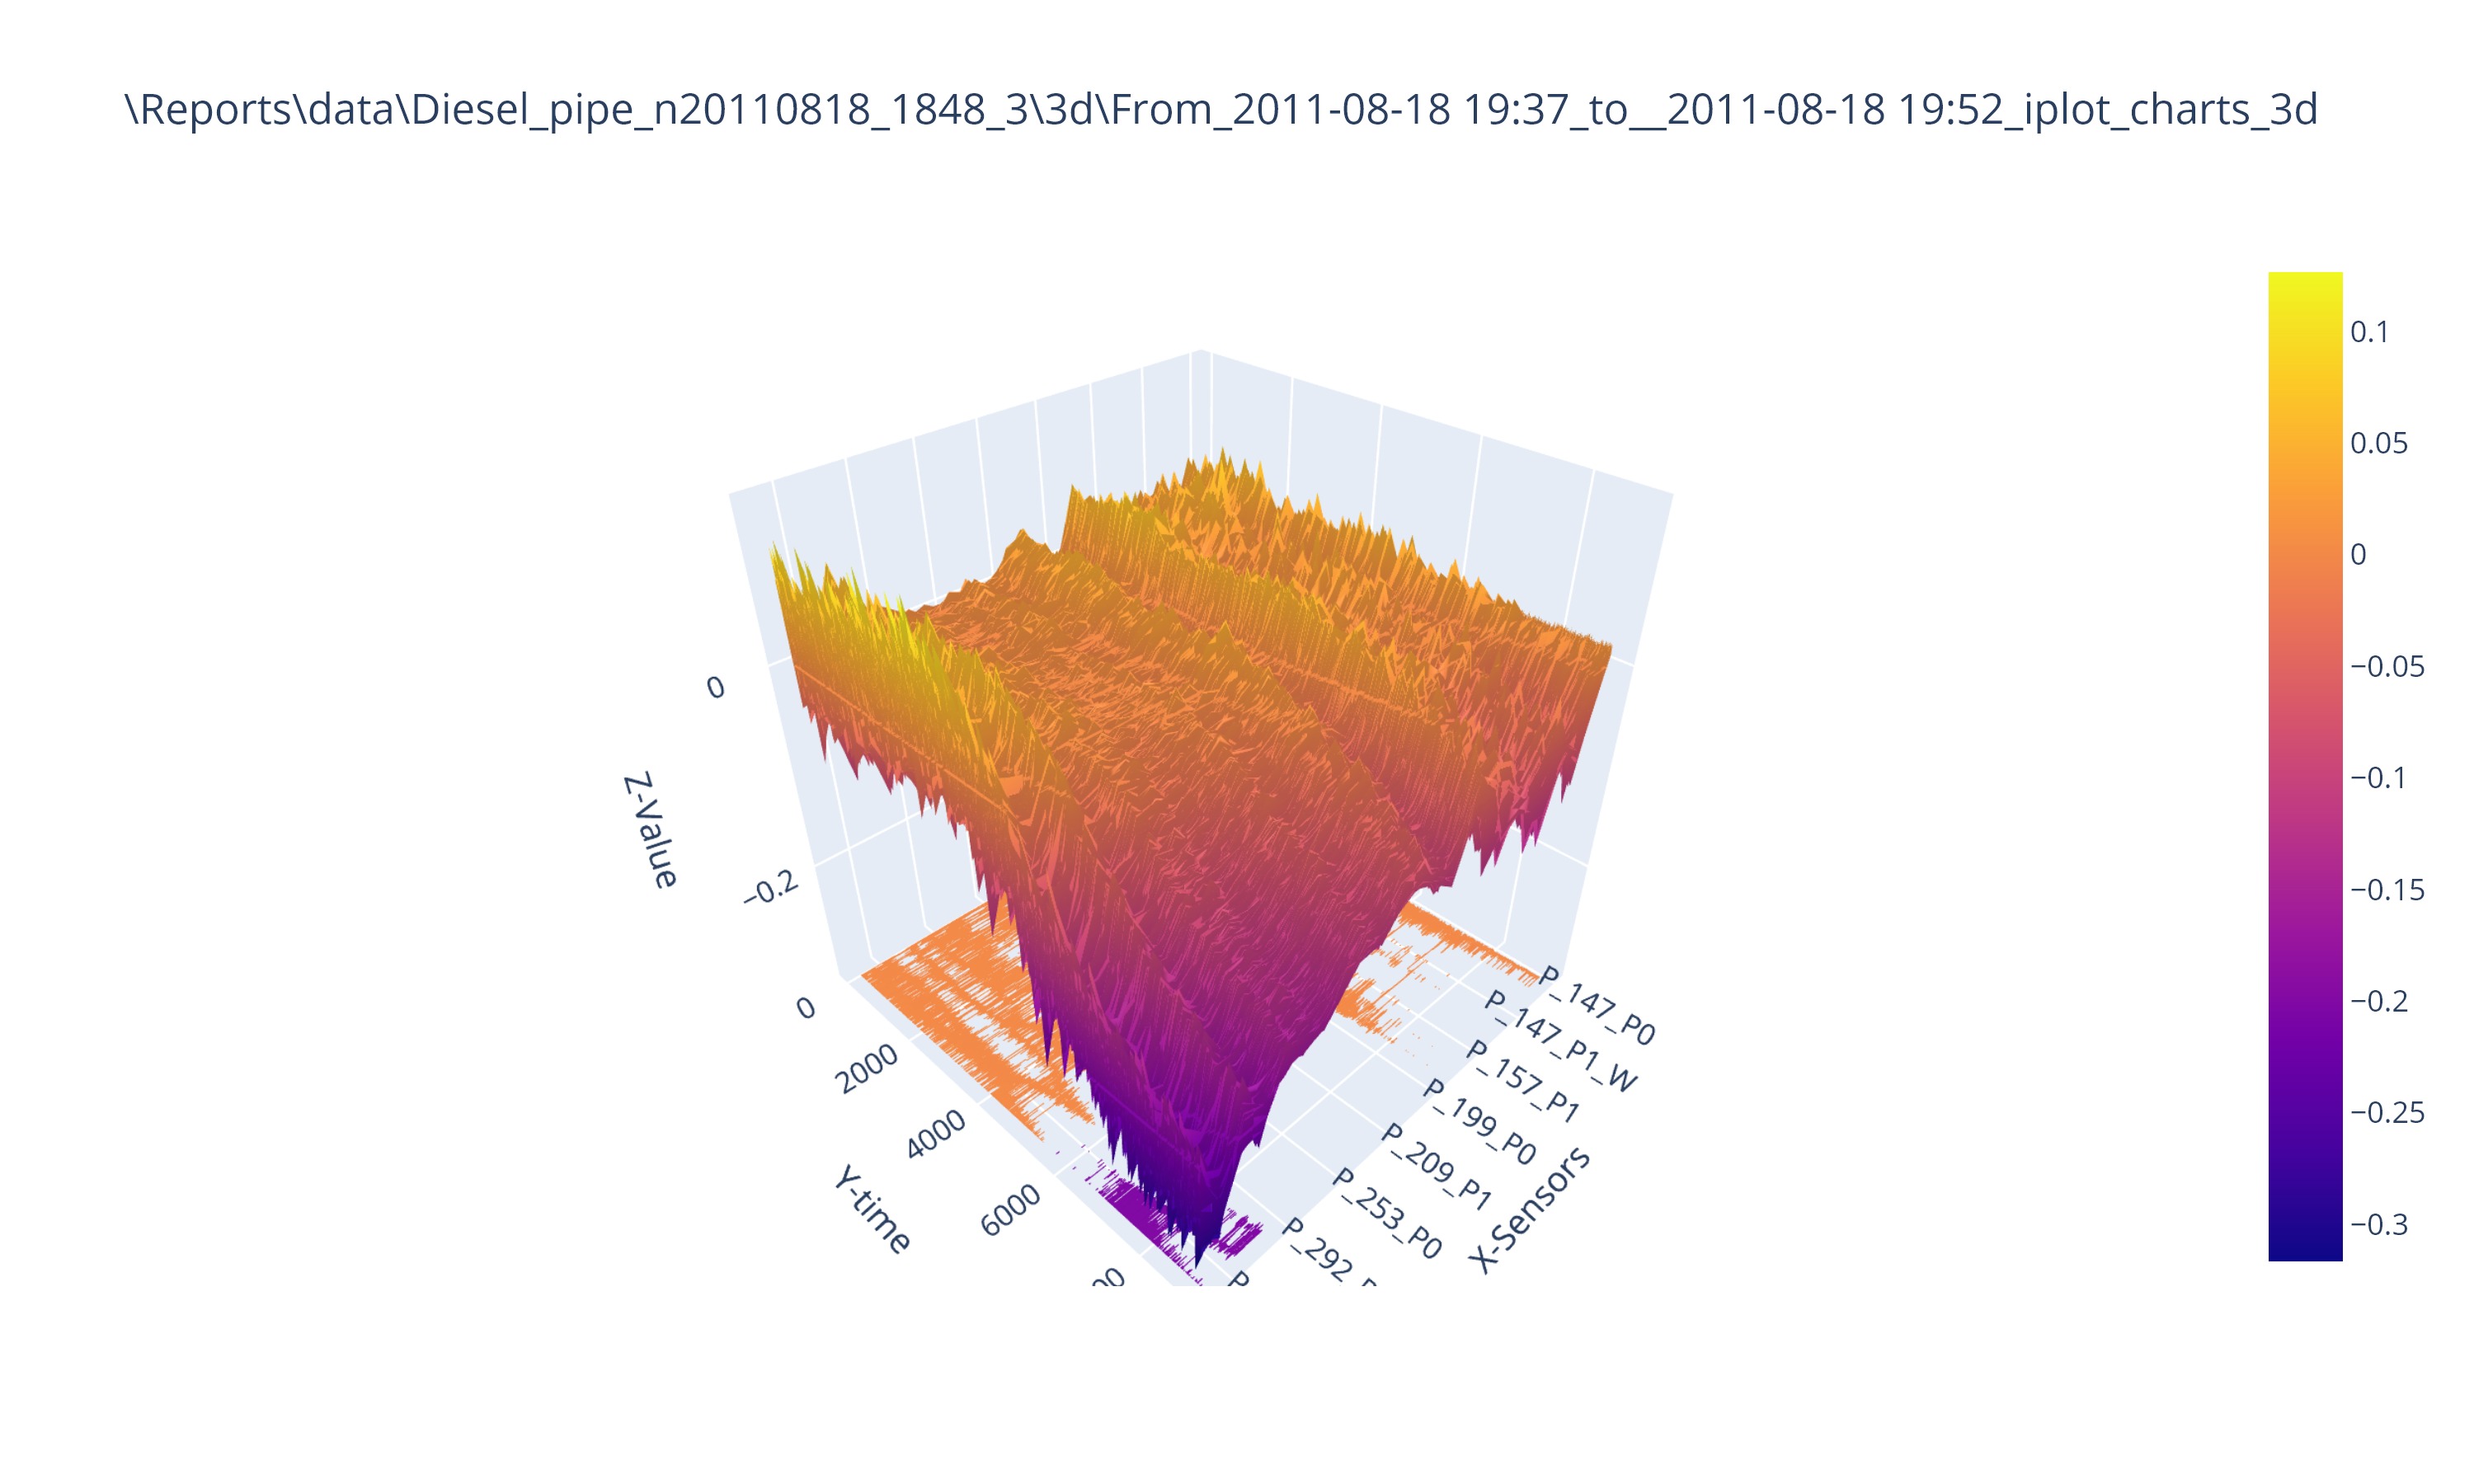 \Reports\data\Diesel_pipe_n20110818_1848_3\3d\From_2011-08-18 19:37_to__2011-08-18 19:52_iplot_charts_3d
0.1
0.05
0
−0.05
−0.1
−0.15
−0.2
−0.25
−0.3
0
−0.2
Z-Value
0
2000
4000
6000
Y-time
P_147_P0
P_147_P1_W
P_157_P1
P_199_P0
P_209_P1
P_253_P0
P_292
X-Sensors